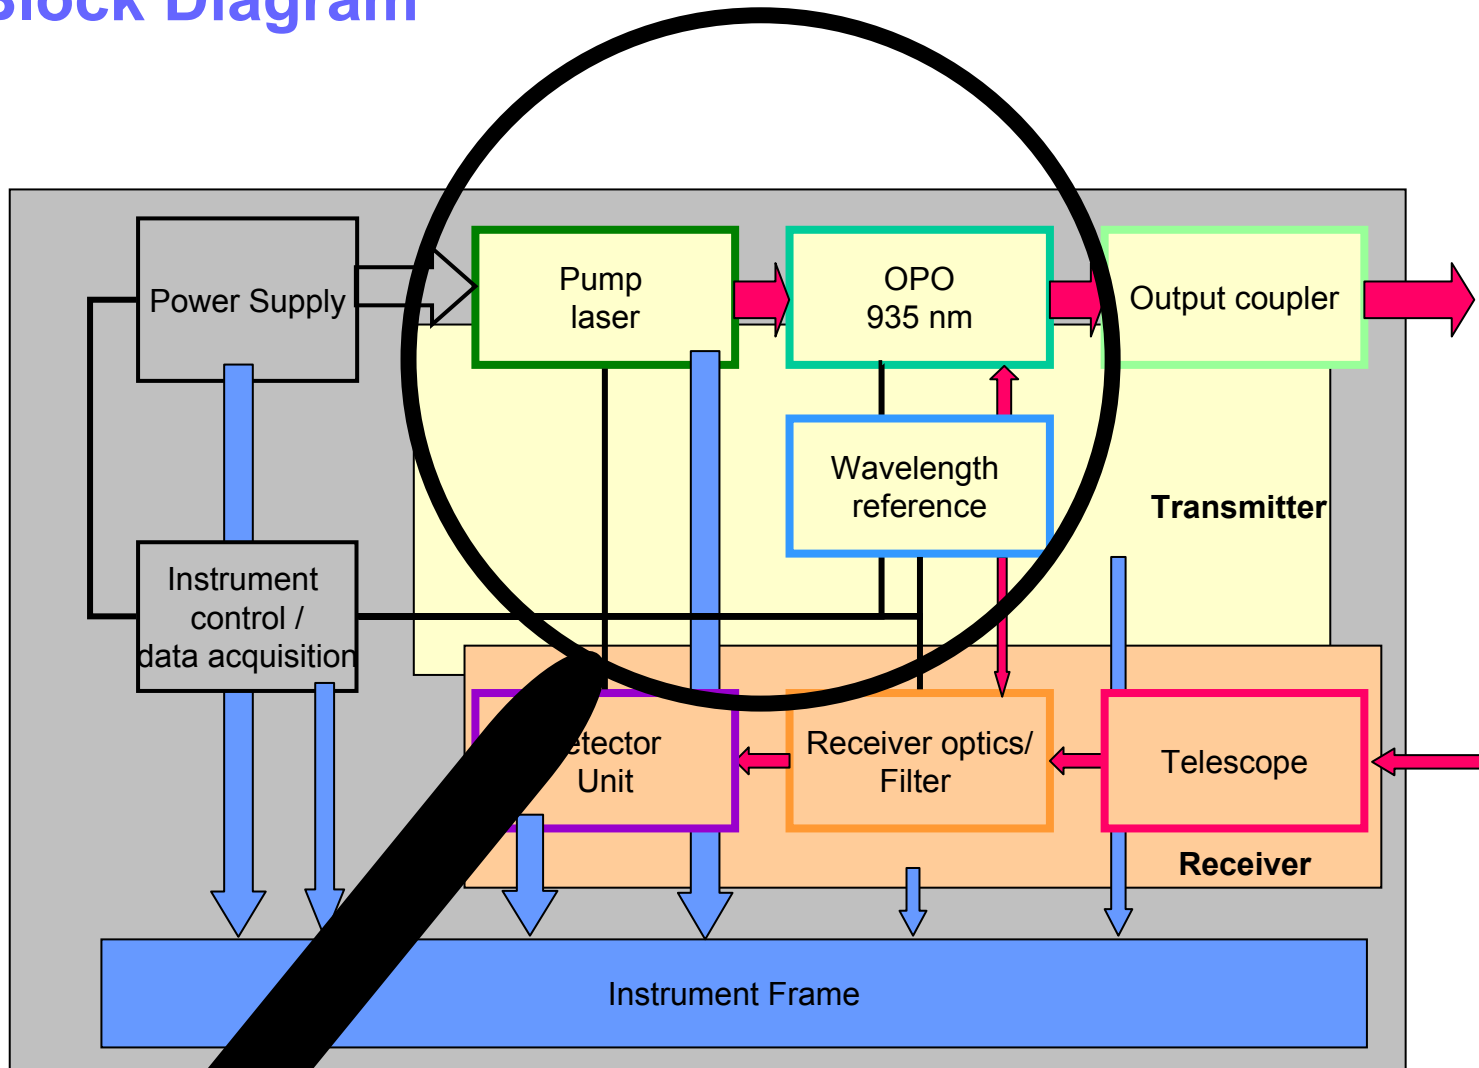 Block Diagram
Power Supply
Pump
laser
OPO
935 nm
Output coupler
Wavelength
reference
Transmitter
Instrument
control /
data acquisition
Detector
Unit
Receiver optics/
Filter
Telescope
Receiver
Instrument Frame